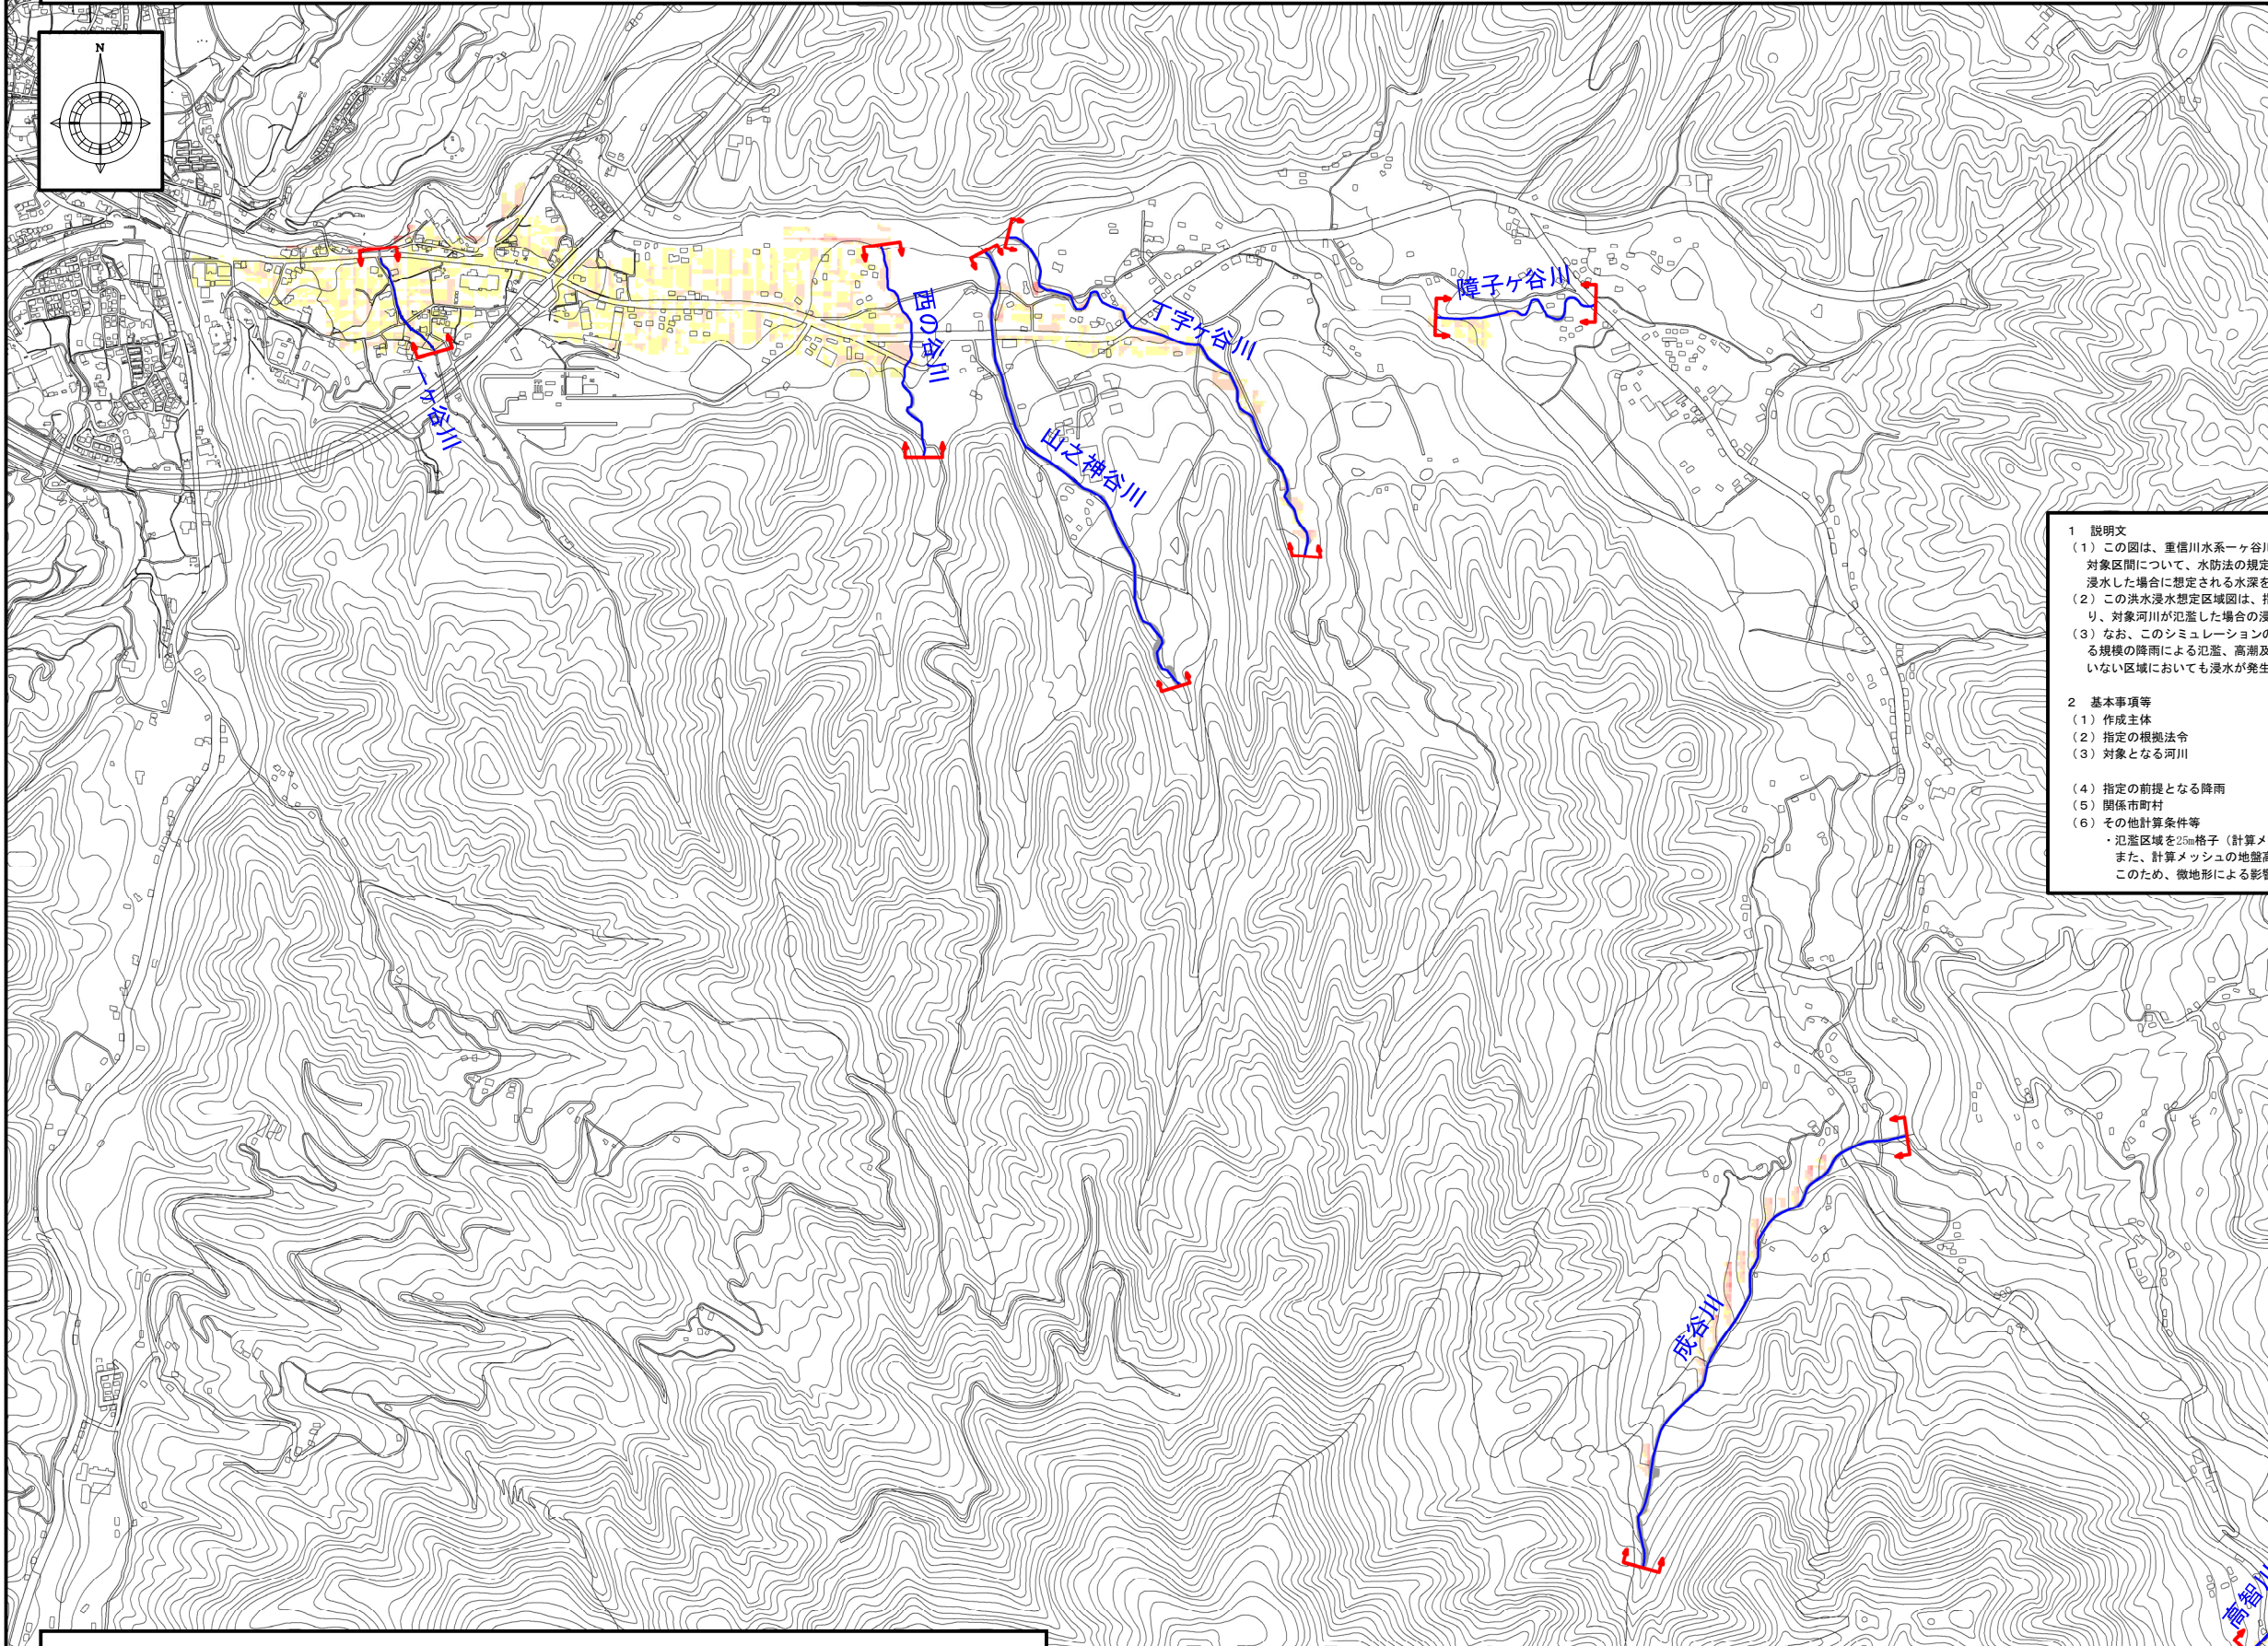 N
一ヶ谷川
西の谷川
山之神谷川
丁字ヶ谷川
障子ヶ谷川
成谷川
高智川
1 説明文
(1) この図は、重信川水系一ヶ谷川
対象区間について、水防法の規定
浸水した場合に想定される水深を
(2) この洪水浸水想定区域図は、指
り、対象河川が氾濫した場合の浸
(3) なお、このシミュレーションの
る規模の降雨による氾濫、高潮及
いない区域においても浸水が発生
2 基本事項等
(1) 作成主体
(2) 指定の根拠法令
(3) 対象となる河川
(4) 指定の前提となる降雨
(5) 関係市町村
(6) その他計算条件等
・氾濫区域を25m格子（計算メ
また、計算メッシュの地盤高
このため、微地形による影響